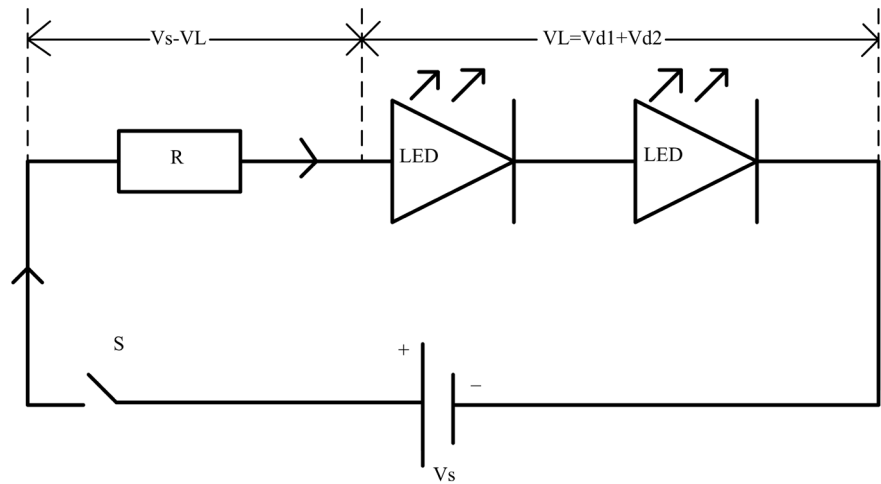 Vs-VL
VL=Vd1+Vd2
R
LED
LED
S
+
−
Vs